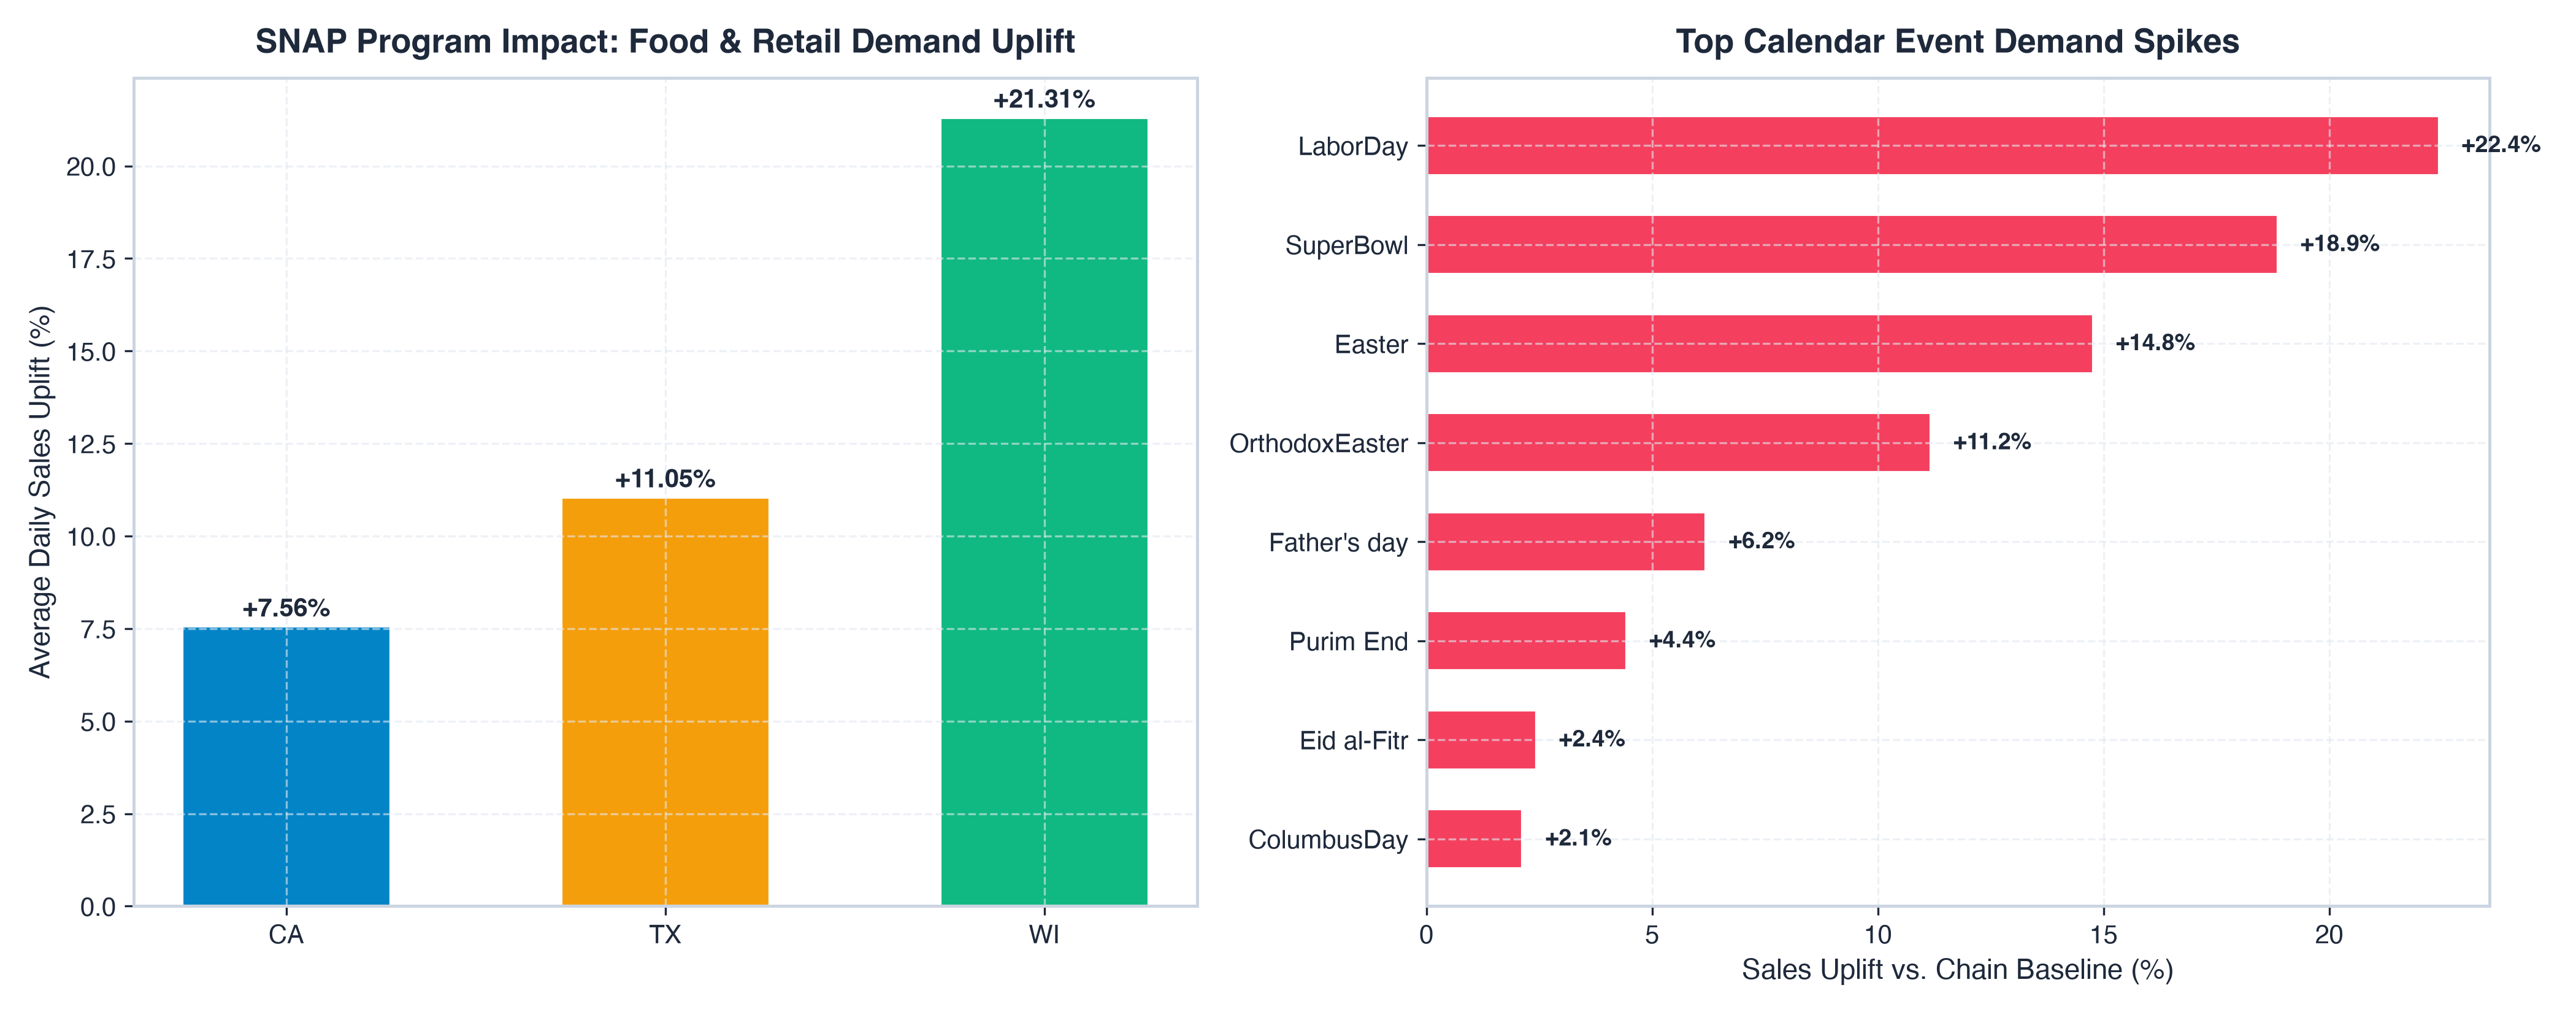 SNAP Program Impact: Food & Retail Demand Uplift
Average Daily Sales Uplift (%)
20.0
17.5
15.0
12.5
10.0
7.5
5.0
2.5
0.0
+7.56%
+11.05%
+21.31%
CA
TX
WI
Top Calendar Event Demand Spikes
LaborDay
+22.4%
SuperBowl
+18.9%
Easter
+14.8%
OrthodoxEaster
+11.2%
Father's day
+6.2%
Purim End
+4.4%
Eid al-Fitr
+2.4%
ColumbusDay
+2.1%
0
5
10
15
20
Sales Uplift vs. Chain Baseline (%)